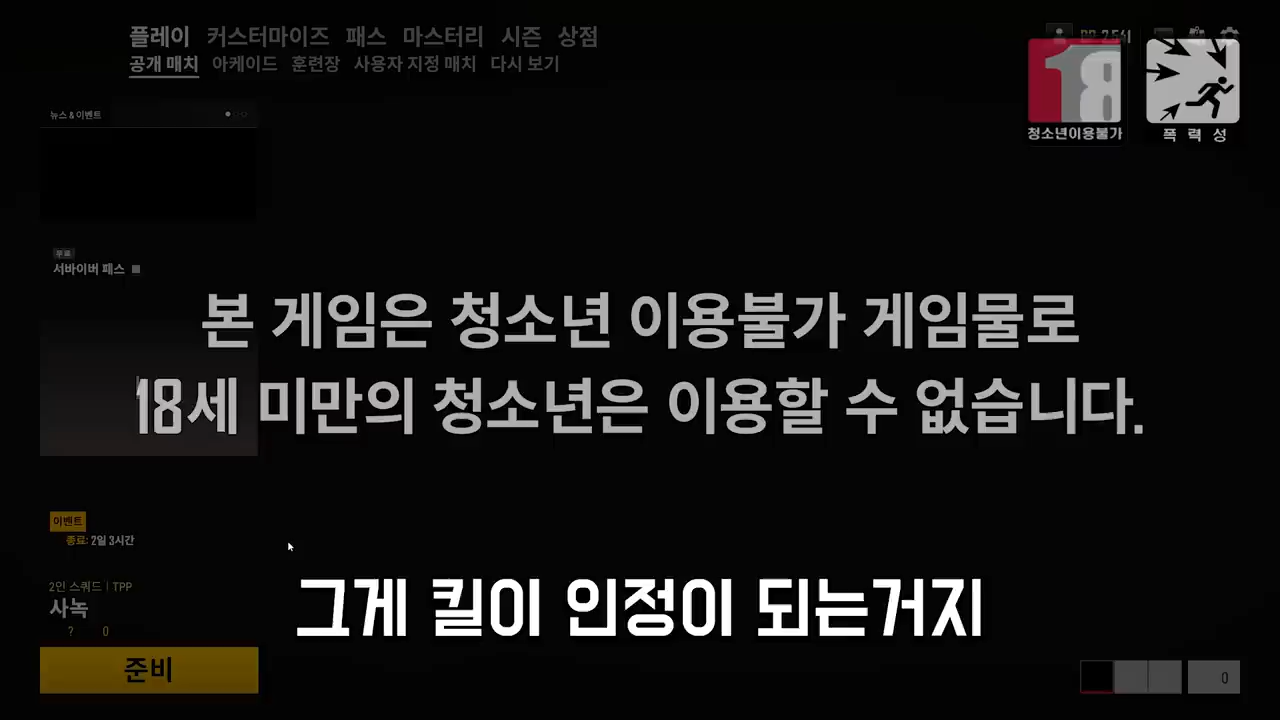 플레이 커스터마이즈 패스 마스터리 시즌 상점
공개 매치 아케이드 훈련장 사용자 지정 매치 다시 보기
18
청소년이용불가
폭력성
뉴스 & 이벤트
무료
서바이버 패스
본 게임은 청소년 이용불가 게임물로
18세 미만의 청소년은 이용할 수 없습니다.
이벤트
종료: 2일 3시간
2인 스쿼드 | TPP
사녹
? 0
그게 킬이 인정이 되는거지
준비
0